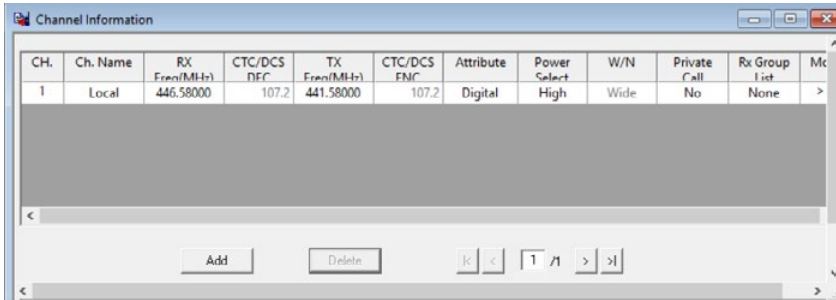 Channel Information
CH. Ch. Name RX Freq(MHz) CTC/DCS DEC TX Freq(MHz) CTC/DCS ENC Attribute Power Select W/N Private Call Rx Group List
1 Local 446.58000 107.2 441.58000 107.2 Digital High Wide No None >
Add Delete 1 /1